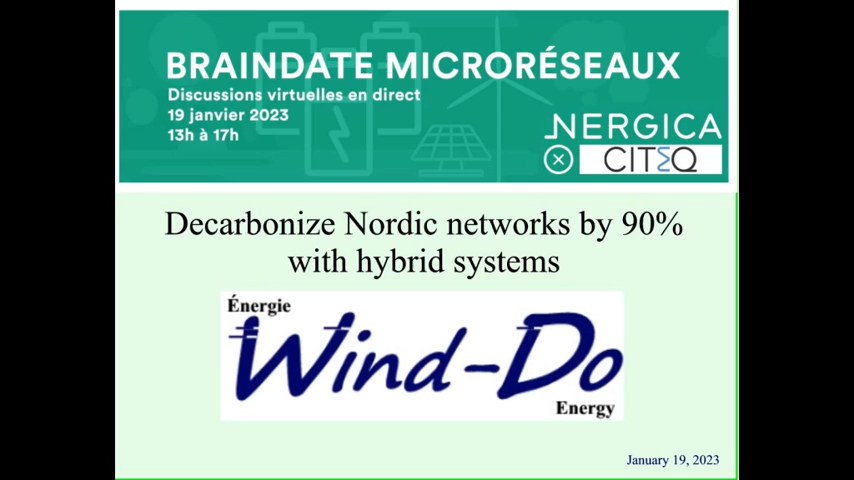 BRAINDATE MICRORÉSEAUX
Discussions virtuelles en direct
19 janvier 2023
13h à 17h
NERGICA
CITEQ
Decarbonize Nordic networks by 90%
with hybrid systems
Énergie
Wind-Do
Energy
January 19, 2023